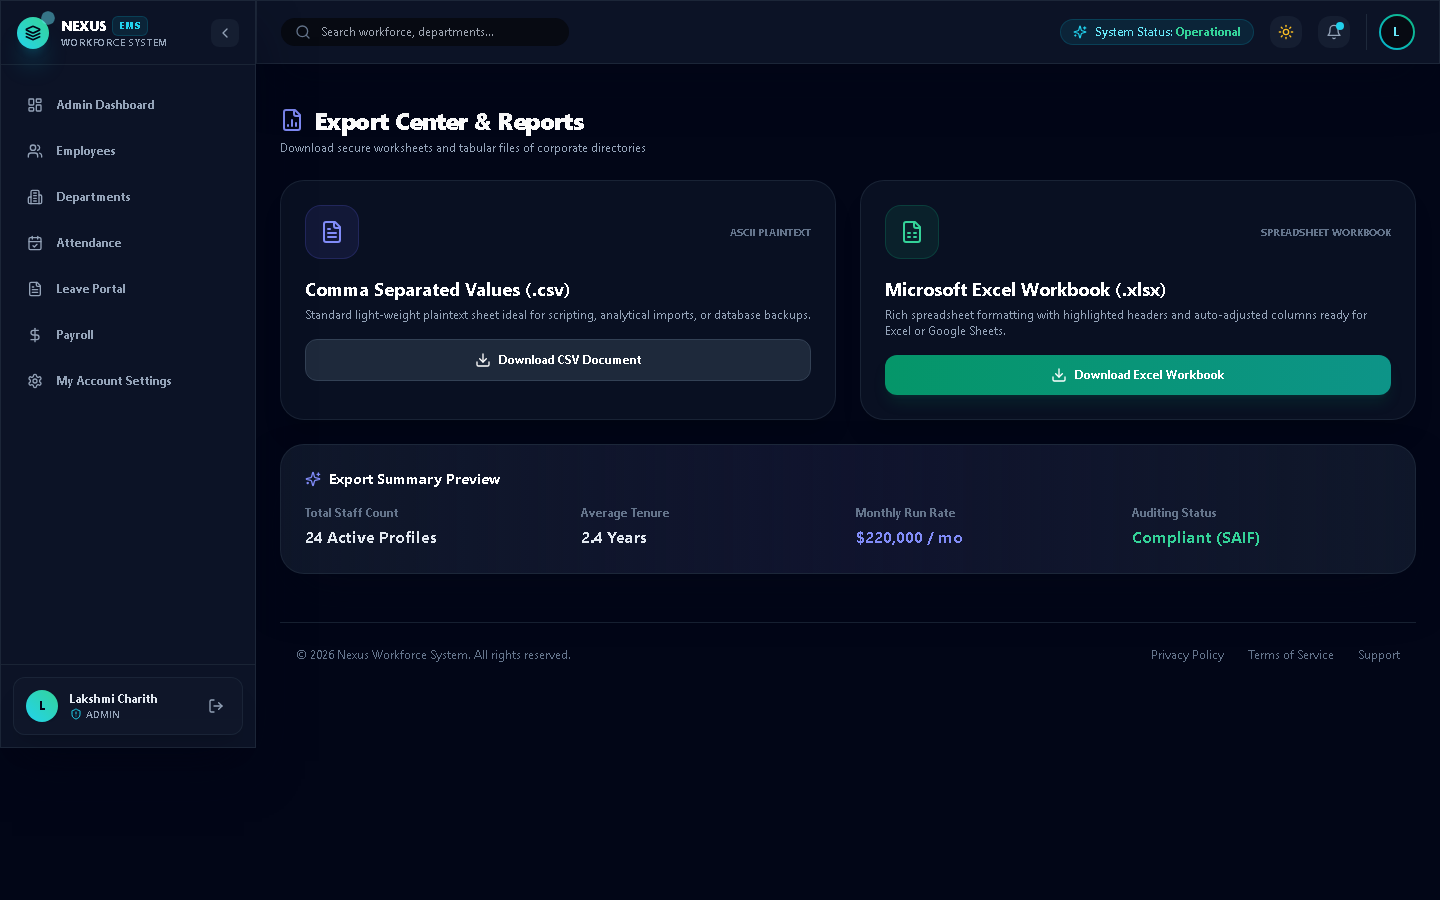 NEXUS EMS
WORKFORCE SYSTEM
Search workforce, departments...
System Status: Operational
L
Admin Dashboard
Employees
Departments
Attendance
Leave Portal
Payroll
My Account Settings
L
Lakshmi Charith
ADMIN
Export Center & Reports
Download secure worksheets and tabular files of corporate directories
ASCII PLAINTEXT
Comma Separated Values (.csv)
Standard light-weight plaintext sheet ideal for scripting, analytical imports, or database backups.
Download CSV Document
SPREADSHEET WORKBOOK
Microsoft Excel Workbook (.xlsx)
Rich spreadsheet formatting with highlighted headers and auto-adjusted columns ready for
Excel or Google Sheets.
Download Excel Workbook
Export Summary Preview
Total Staff Count
24 Active Profiles
Average Tenure
2.4 Years
Monthly Run Rate
$220,000 / mo
Auditing Status
Compliant (SAIF)
© 2026 Nexus Workforce System. All rights reserved.
Privacy Policy
Terms of Service
Support